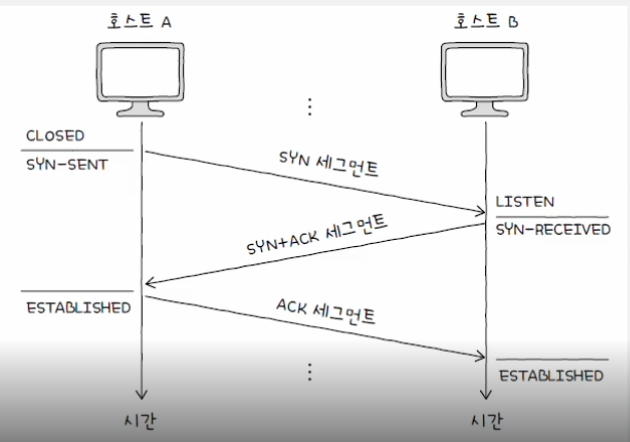 호스트 A
호스트 B
CLOSED
SYN-SENT
SYN 세그먼트
LISTEN
SYN-RECEIVED
SYN+ACK 세그먼트
ESTABLISHED
ACK 세그먼트
ESTABLISHED
시간
시간